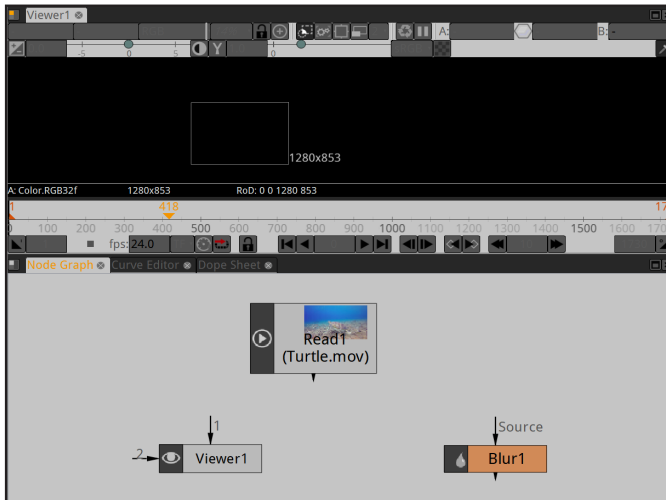 Viewer1
A:
B: -
-5 0 5
Y
0
1280x853
A: Color.RGB32f 1280x853 RoD: 0 0 1280 853
1 418 17
0 100 200 300 400 500 600 700 800 900 1000 1100 1200 1300 1400 1500 1600 170
fps: 24.0
Node Graph Curve Editor Dope Sheet
Read1
(Turtle.mov)
1
2
Viewer1
Source
Blur1